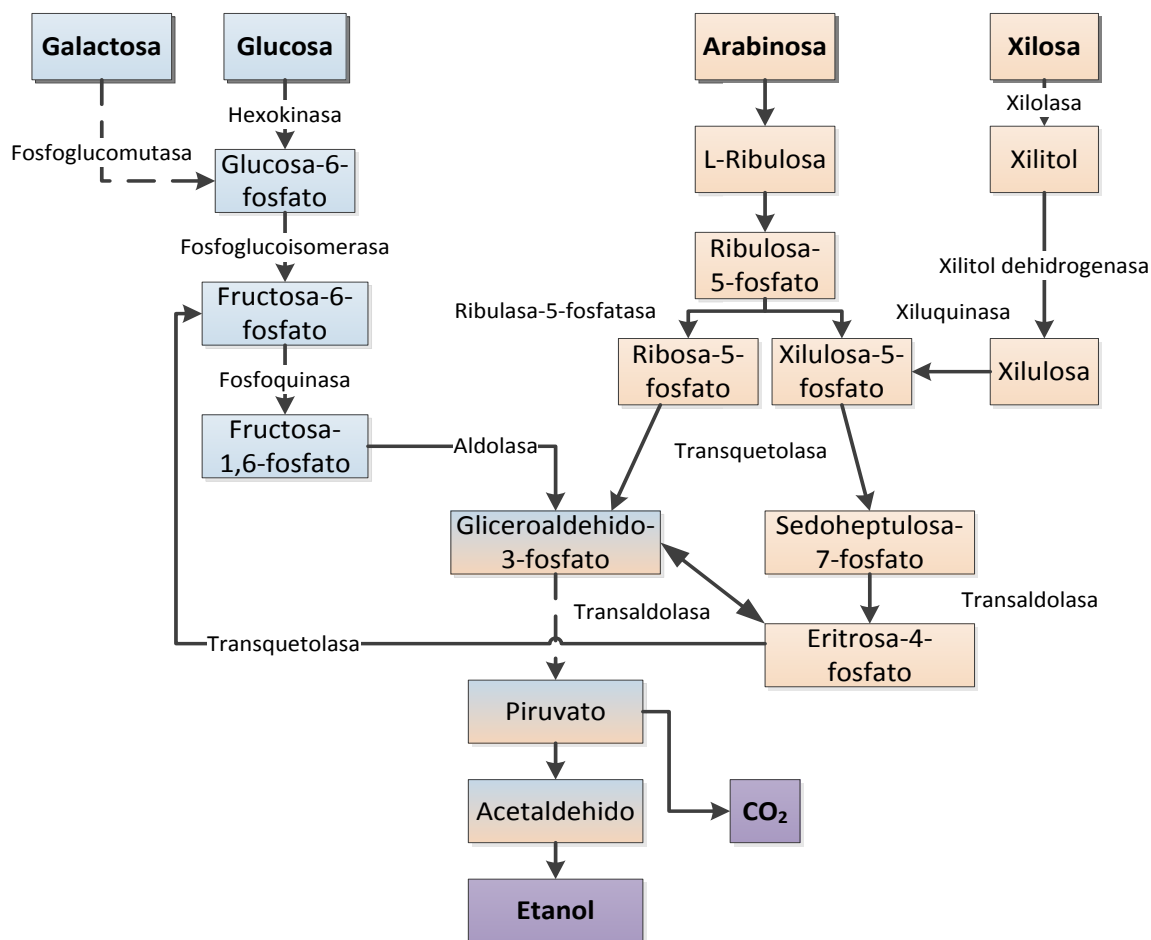 Galactosa
Glucosa
Arabinosa
Xilosa
Hexokinasa
Xilolasa
Fosfoglucomutasa
Glucosa-6-
fosfato
L-Ribulosa
Xilitol
Fosfoglucoisomerasa
Ribulosa-
5-fosfato
Xilitol dehidrogenasa
Fructosa-6-
fosfato
Ribulasa-5-fosfatasa
Xiluquinasa
Ribosa-5-
fosfato
Xilulosa-5-
fosfato
Xilulosa
Fosfoquinasa
Fructosa-
1,6-fosfato
Aldolasa
Transquetolasa
Gliceroaldehido-
3-fosfato
Sedoheptulosa-
7-fosfato
Transaldolasa
Transaldolasa
Transquetolasa
Eritrosa-4-
fosfato
Piruvato
Acetaldehido
CO₂
Etanol